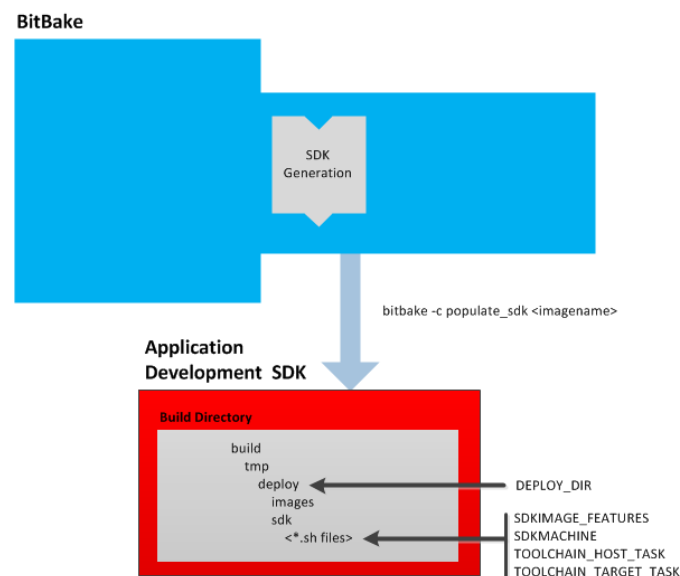 BitBake
SDK
Generation
bitbake -c populate_sdk <imagename>
Application
Development SDK
Build Directory
build
tmp
deploy
images
sdk
<*.sh files>
DEPLOY_DIR
SDKIMAGE_FEATURES
SDKMACHINE
TOOLCHAIN_HOST_TASK
TOOLCHAIN_TARGET_TASK